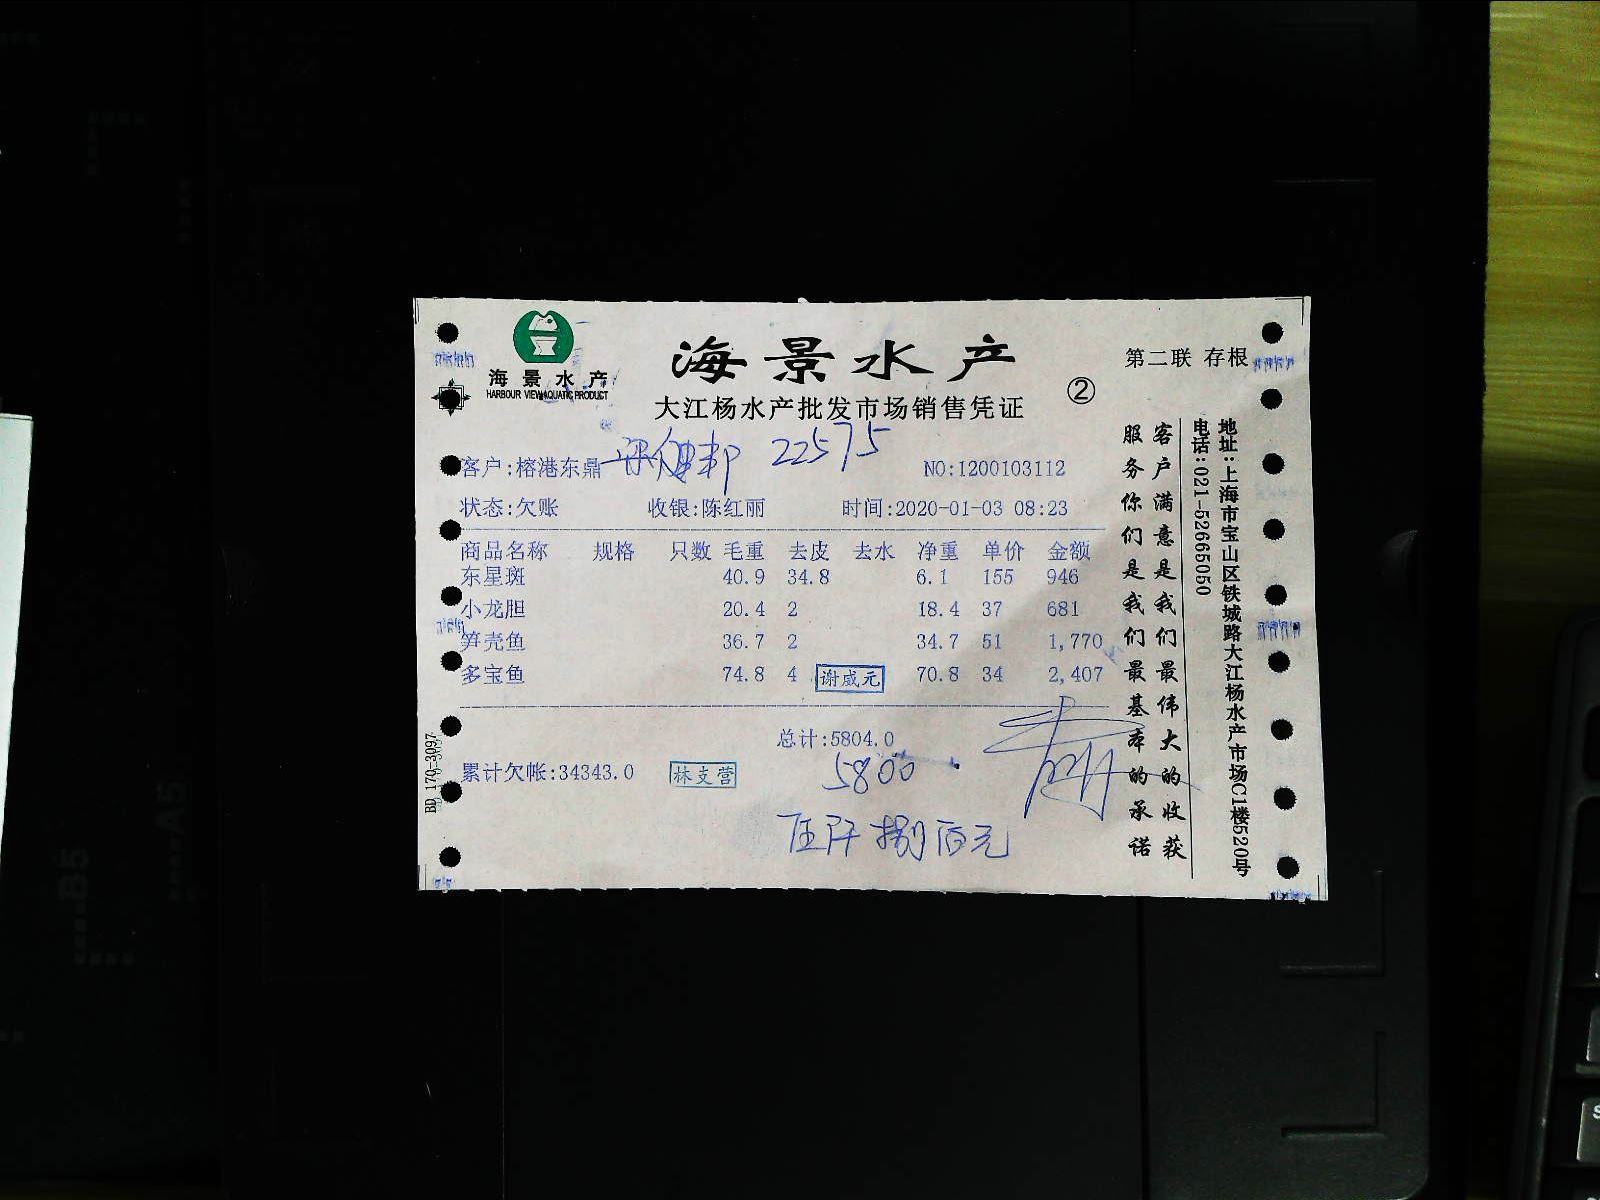 海景水产
HARBOUR VIEW AQUATIC PRODUCT
海景水产
大江杨水产批发市场销售凭证
②
第二联 存根
客户:榕港东鼎
22575
NO:1200103112
状态:欠账 收银:陈红丽 时间:2020-01-03 08:23
商品名称 规格 只数 毛重 去皮 去水 净重 单价 金额
东星斑 40.9 34.8 6.1 155 946
小龙胆 20.4 2 18.4 37 681
笋壳鱼 36.7 2 34.7 51 1,770
多宝鱼 74.8 4 70.8 34 2,407
谢威元
总计:5804.0
累计欠帐:34343.0
林支营
5800
伍仟捌佰元
BD 17Q-3097
客户满意是我们最伟大的收获
服务你们是我们最基本的承诺
地址:上海市宝山区铁城路大江杨水产市场C1楼520号
电话:021-52665050